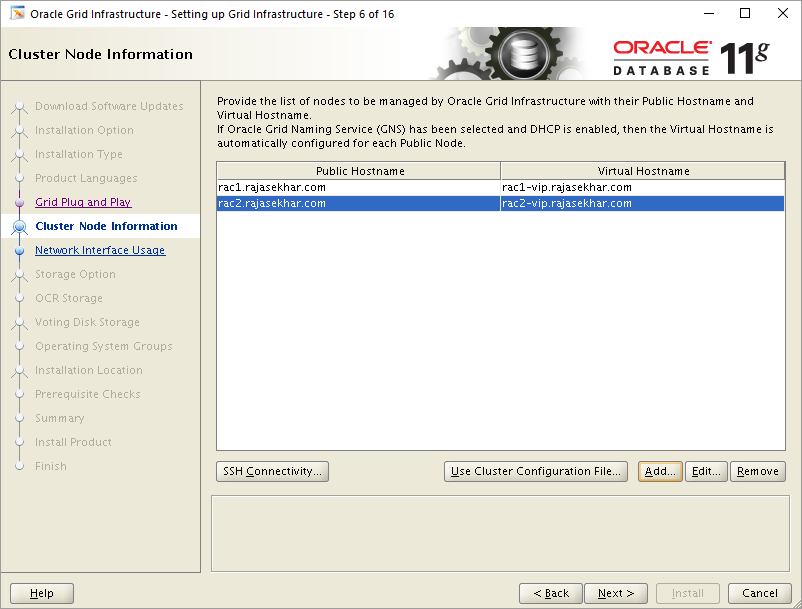 Oracle Grid Infrastructure - Setting up Grid Infrastructure - Step 6 of 16
Cluster Node Information
ORACLE
DATABASE
11g
Download Software Updates
Installation Option
Installation Type
Product Languages
Grid Plug and Play
Cluster Node Information
Network Interface Usage
Storage Option
OCR Storage
Voting Disk Storage
Operating System Groups
Installation Location
Prerequisite Checks
Summary
Install Product
Finish
Provide the list of nodes to be managed by Oracle Grid Infrastructure with their Public Hostname and
Virtual Hostname.
If Oracle Grid Naming Service (GNS) has been selected and DHCP is enabled, then the Virtual Hostname is
automatically configured for each Public Node.
Public Hostname Virtual Hostname
rac1.rajasekhar.com rac1-vip.rajasekhar.com
rac2.rajasekhar.com rac2-vip.rajasekhar.com
SSH Connectivity... Use Cluster Configuration File... Add... Edit... Remove
Help < Back Next > Install Cancel